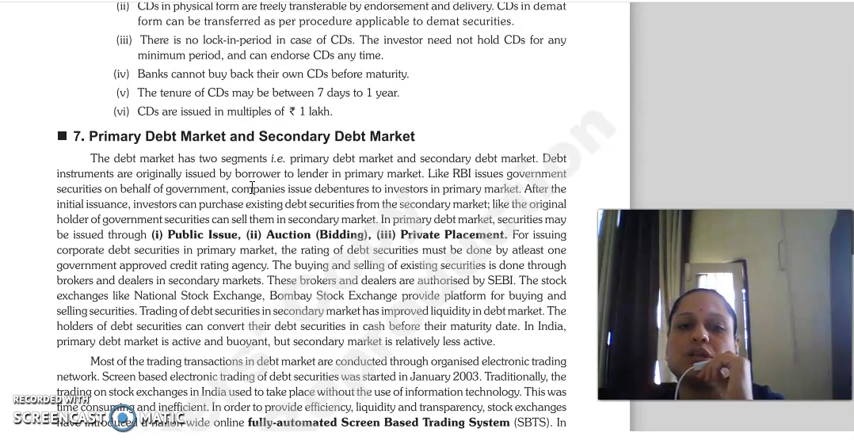 (ii) CDs in physical form are freely transferable by endorsement and delivery. CDs in demat
form can be transferred as per procedure applicable to demat securities.
(iii) There is no lock-in-period in case of CDs. The investor need not hold CDs for any
minimum period, and can endorse CDs any time.
(iv) Banks cannot buy back their own CDs before maturity.
(v) The tenure of CDs may be between 7 days to 1 year.
(vi) CDs are issued in multiples of ₹ 1 lakh.
■ 7. Primary Debt Market and Secondary Debt Market
The debt market has two segments i.e. primary debt market and secondary debt market. Debt
instruments are originally issued by borrower to lender in primary market. Like RBI issues government
securities on behalf of government, companies issue debentures to investors in primary market. After the
initial issuance, investors can purchase existing debt securities from the secondary market; like the original
holder of government securities can sell them in secondary market. In primary debt market, securities may
be issued through (i) Public Issue, (ii) Auction (Bidding), (iii) Private Placement. For issuing
corporate debt securities in primary market, the rating of debt securities must be done by atleast one
government approved credit rating agency. The buying and selling of existing securities is done through
brokers and dealers in secondary markets. These brokers and dealers are authorised by SEBI. The stock
exchanges like National Stock Exchange, Bombay Stock Exchange provide platform for buying and
selling securities. Trading of debt securities in secondary market has improved liquidity in debt market. The
holders of debt securities can convert their debt securities in cash before their maturity date. In India,
primary debt market is active and buoyant, but secondary market is relatively less active.
Most of the trading transactions in debt market are conducted through organised electronic trading
network. Screen based electronic trading of debt securities was started in January 2003. Traditionally, the
trading on stock exchanges in India used to take place without the use of information technology. This was
time consuming and inefficient. In order to provide efficiency, liquidity and transparency, stock exchanges
have introduced a nation-wide online fully-automated Screen Based Trading System (SBTS). In
RECORDED WITH
SCREENCAST MATIC